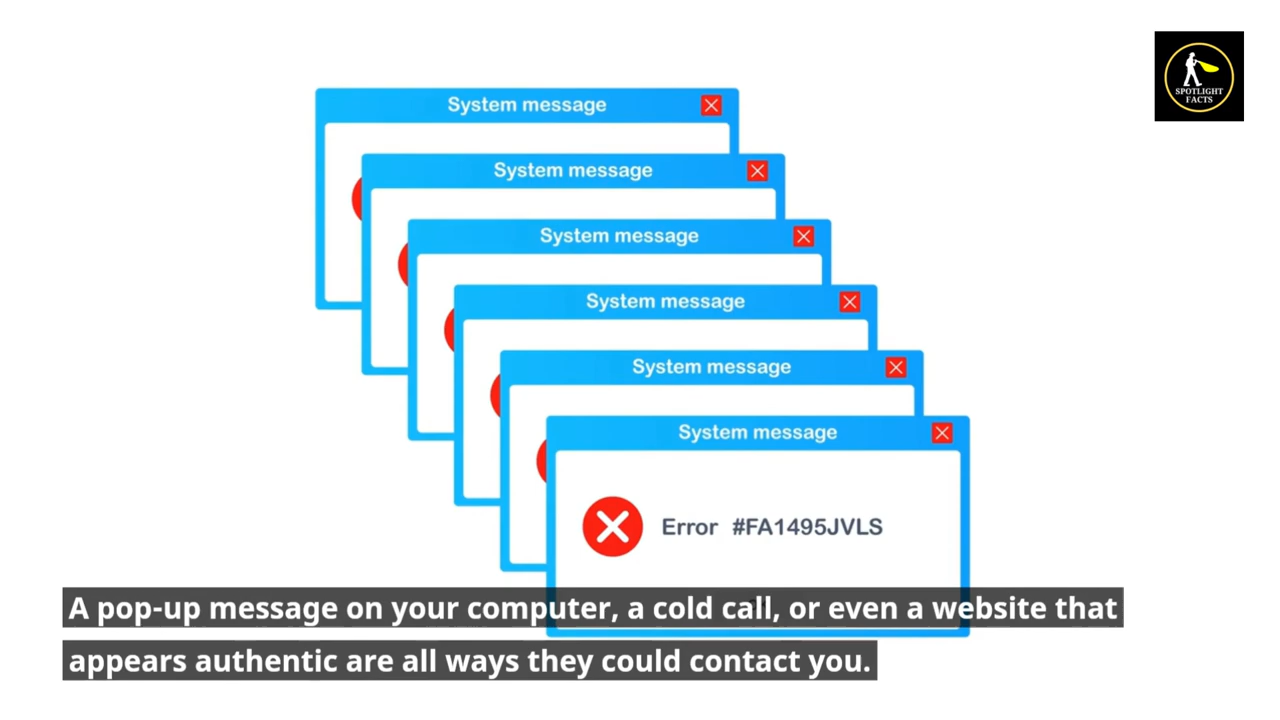 SPOTLIGHT
FACTS
System message
System message
System message
System message
System message
System message
Error #FA1495JVLS
A pop-up message on your computer, a cold call, or even a website that
appears authentic are all ways they could contact you.